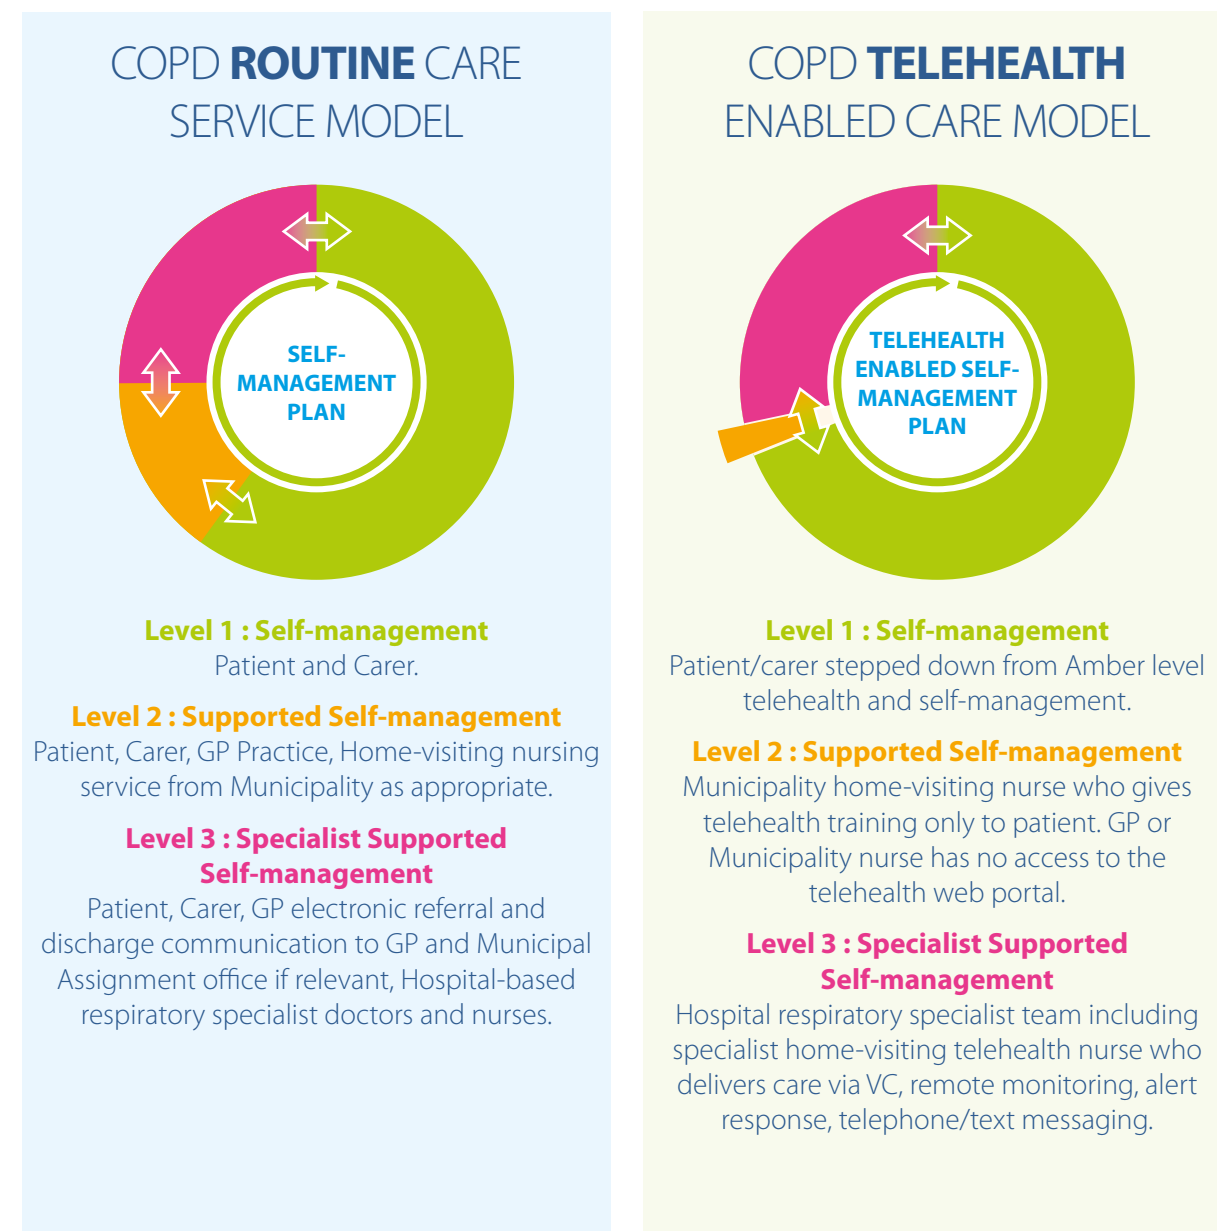 COPD ROUTINE CARE
SERVICE MODEL
SELF-
MANAGEMENT
PLAN
Level 1 : Self-management
Patient and Carer.
Level 2 : Supported Self-management
Patient, Carer, GP Practice, Home-visiting nursing
service from Municipality as appropriate.
Level 3 : Specialist Supported
Self-management
Patient, Carer, GP electronic referral and
discharge communication to GP and Municipal
Assignment office if relevant, Hospital-based
respiratory specialist doctors and nurses.
COPD TELEHEALTH
ENABLED CARE MODEL
TELEHEALTH
ENABLED SELF-
MANAGEMENT
PLAN
Level 1 : Self-management
Patient/carer stepped down from Amber level
telehealth and self-management.
Level 2 : Supported Self-management
Municipality home-visiting nurse who gives
telehealth training only to patient. GP or
Municipality nurse has no access to the
telehealth web portal.
Level 3 : Specialist Supported
Self-management
Hospital respiratory specialist team including
specialist home-visiting telehealth nurse who
delivers care via VC, remote monitoring, alert
response, telephone/text messaging.